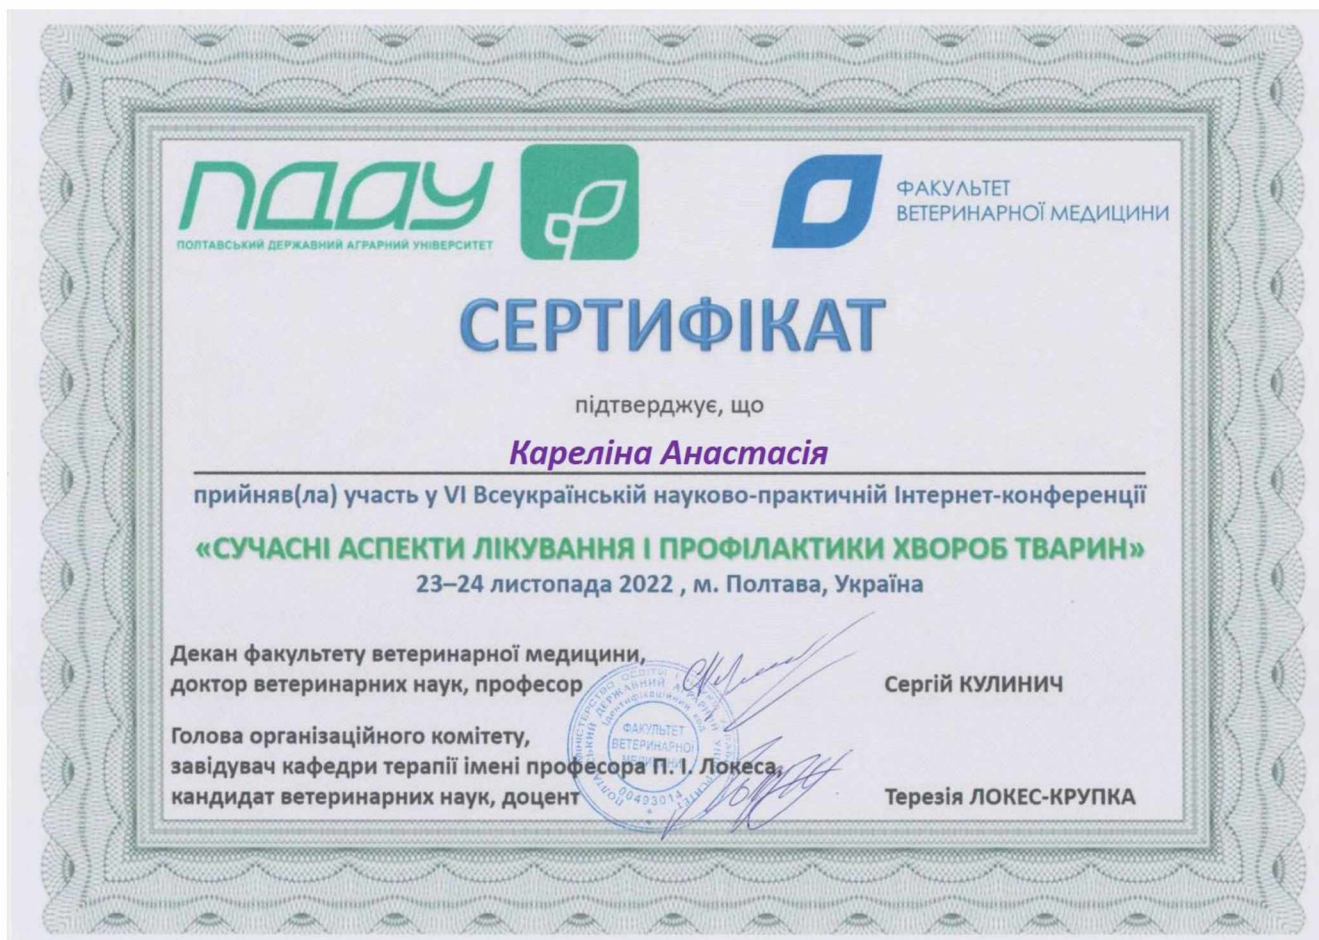 ПДАУ
ПОЛТАВСЬКИЙ ДЕРЖАВНИЙ АГРАРНИЙ УНІВЕРСИТЕТ
ФАКУЛЬТЕТ
ВЕТЕРИНАРНОЇ МЕДИЦИНИ
СЕРТИФІКАТ
підтверджує, що
Кареліна Анастасія
прийняв(ла) участь у VI Всеукраїнській науково-практичній Інтернет-конференції
«СУЧАСНІ АСПЕКТИ ЛІКУВАННЯ І ПРОФІЛАКТИКИ ХВОРОБ ТВАРИН»
23–24 листопада 2022 , м. Полтава, Україна
Декан факультету ветеринарної медицини,
доктор ветеринарних наук, професор
Сергій КУЛИНИЧ
Голова організаційного комітету,
завідувач кафедри терапії імені професора П. І. Локеса,
кандидат ветеринарних наук, доцент
Терезія ЛОКЕС-КРУПКА
ФАКУЛЬТЕТ
ВЕТЕРИНАРНОЇ
МЕДИЦИНИ
00493014